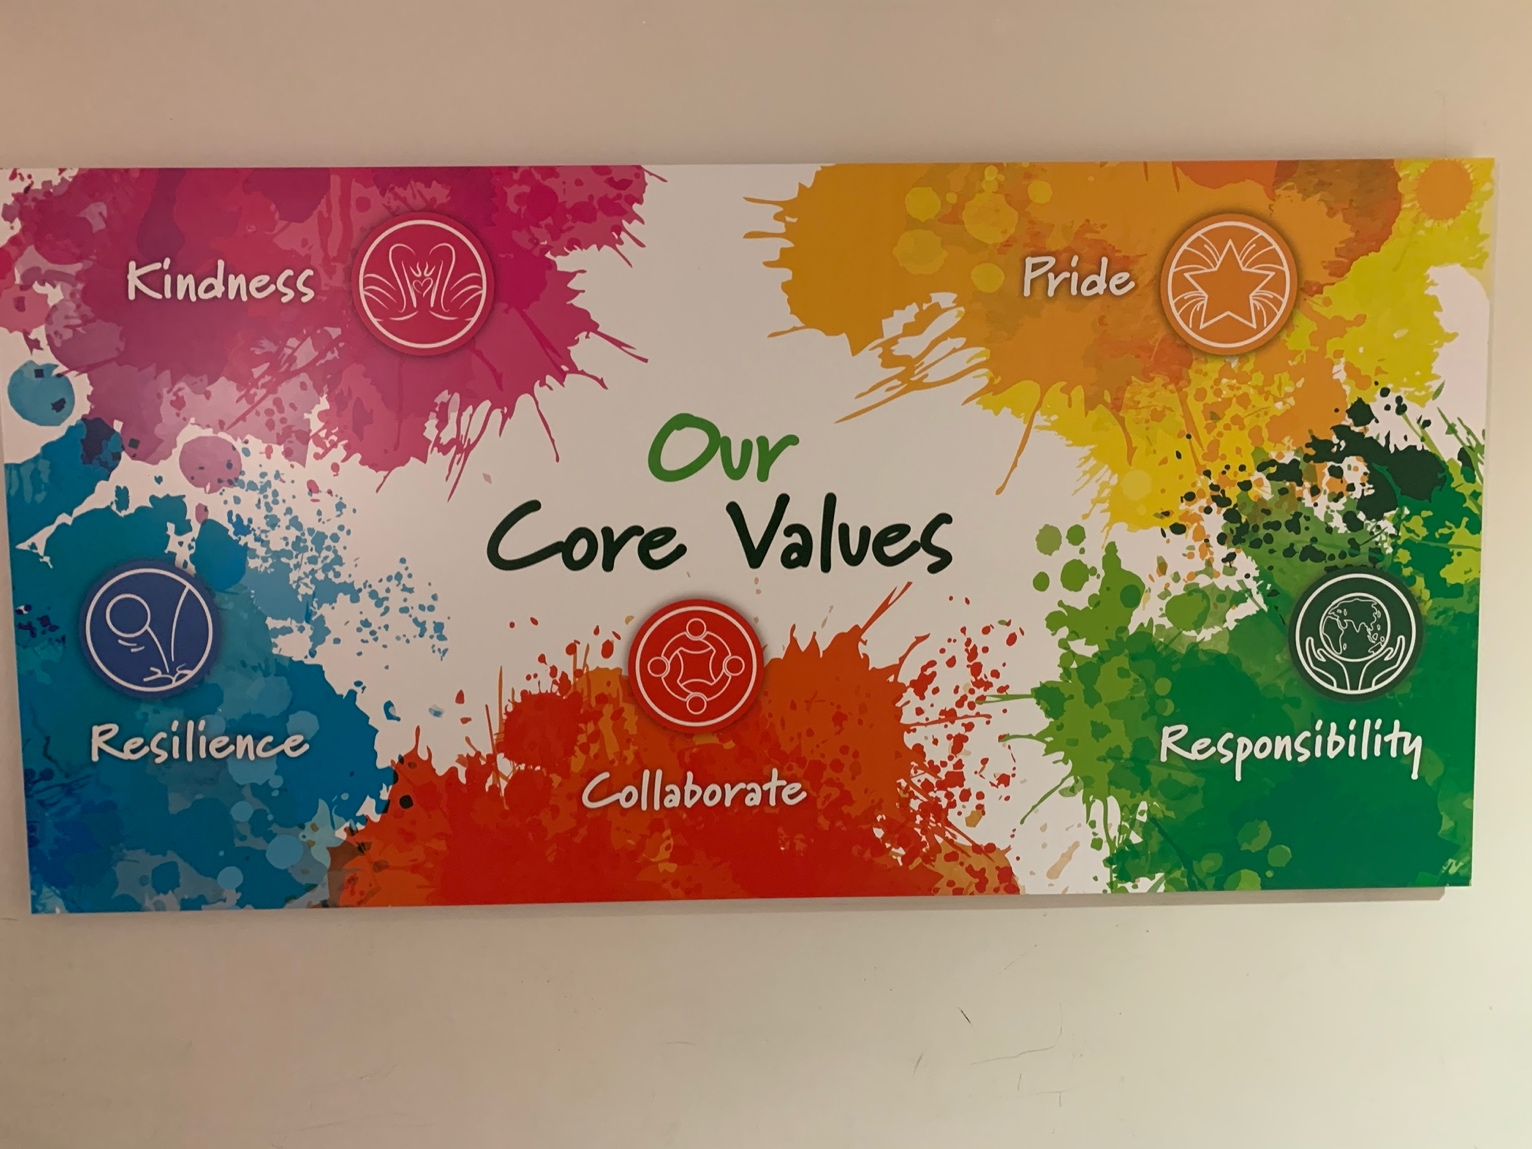 Kindness
Pride
Our
Core Values
Resilience
Collaborate
Responsibility